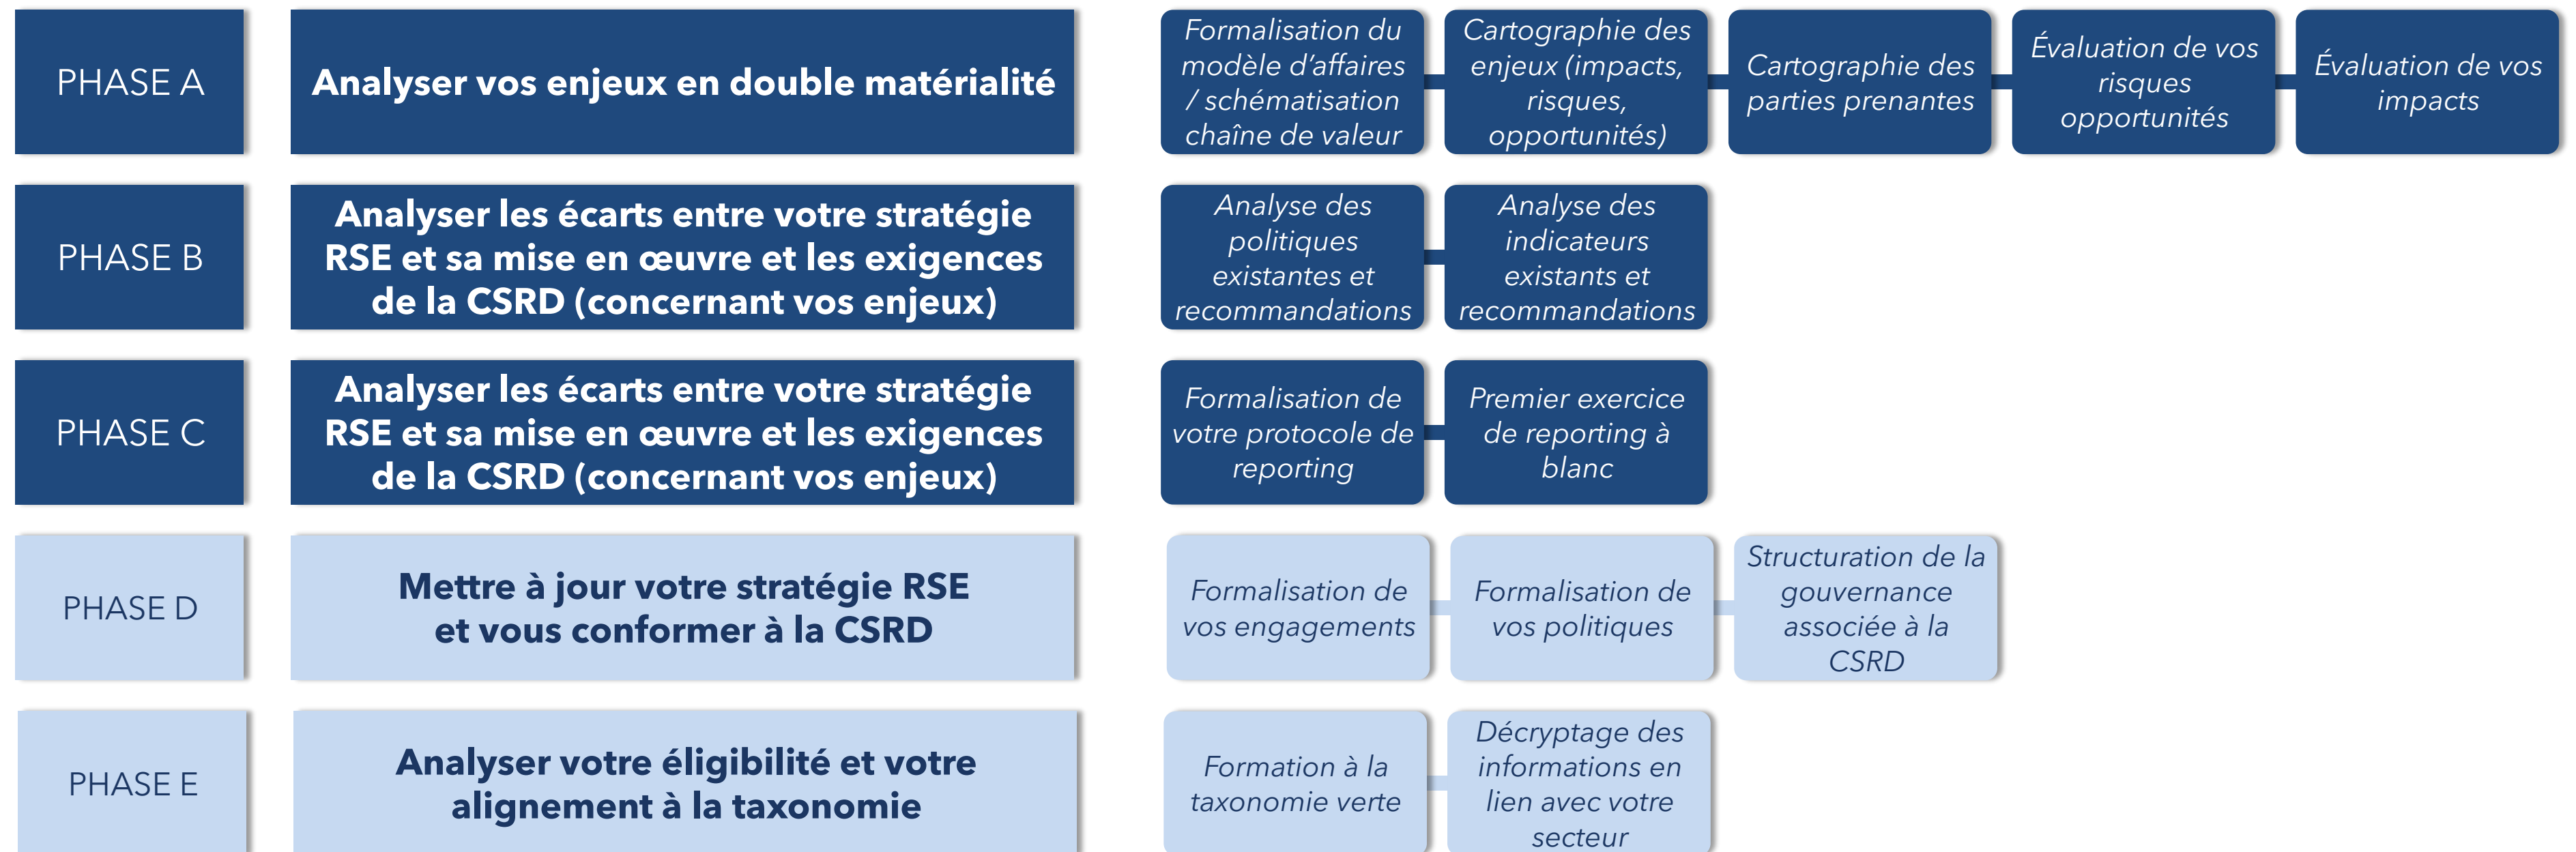 PHASE A
Analyser vos enjeux en double matérialité
Formalisation du
modèle d’affaires
/ schématisation
chaîne de valeur
Cartographie des
enjeux (impacts,
risques,
opportunités)
Cartographie des
parties prenantes
Évaluation de vos
risques
opportunités
Évaluation de vos
impacts
PHASE B
Analyser les écarts entre votre stratégie
RSE et sa mise en œuvre et les exigences
de la CSRD (concernant vos enjeux)
Analyse des
politiques
existantes et
recommandations
Analyse des
indicateurs
existants et
recommandations
PHASE C
Analyser les écarts entre votre stratégie
RSE et sa mise en œuvre et les exigences
de la CSRD (concernant vos enjeux)
Formalisation de
votre protocole de
reporting
Premier exercice
de reporting à
blanc
PHASE D
Mettre à jour votre stratégie RSE
et vous conformer à la CSRD
Formalisation de
vos engagements
Formalisation de
vos politiques
Structuration de la
gouvernance
associée à la
CSRD
PHASE E
Analyser votre éligibilité et votre
alignement à la taxonomie
Formation à la
taxonomie verte
Décryptage des
informations en
lien avec votre
secteur